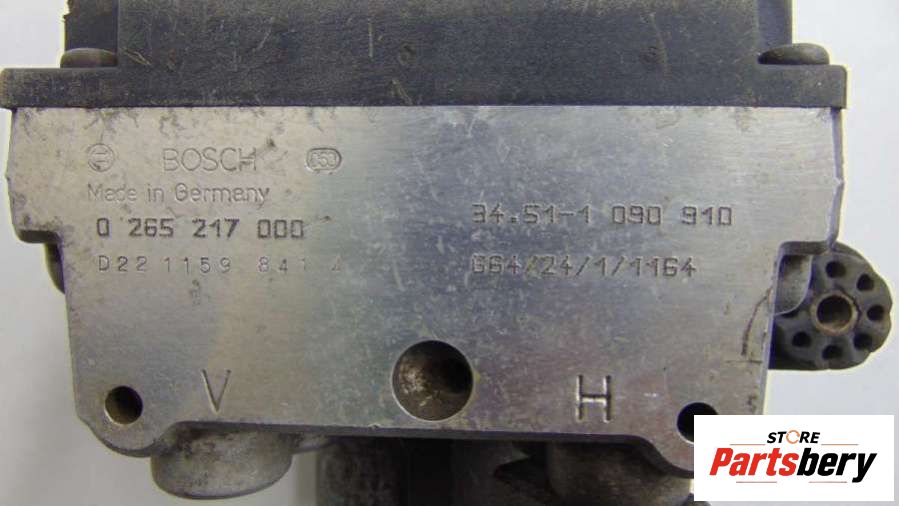 BOSCH 053
Made in Germany
0 265 217 000
D22 1159 841 4
34.51-1 090 910
664/24/1/1164
V H
STORE
Partsbery